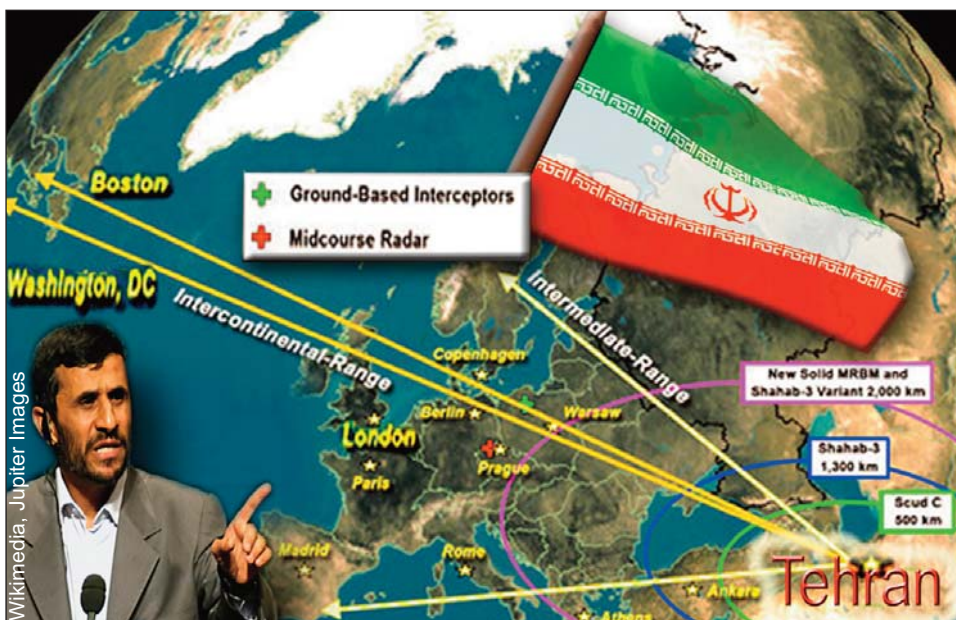 Boston
Ground-Based Interceptors
Midcourse Radar
Washington, DC
Intercontinental-Range
Intermediate-Range
Copenhagen
New Solid MRBM and
Shahab-3 Variant 2,000 km
Berlin
Warsaw
London
Shahab-3
1,300 km
Prague
Paris
Scud C
500 km
Madrid
Rome
Tehran
Ankara
Athens
Wikimedia, Jupiter Images